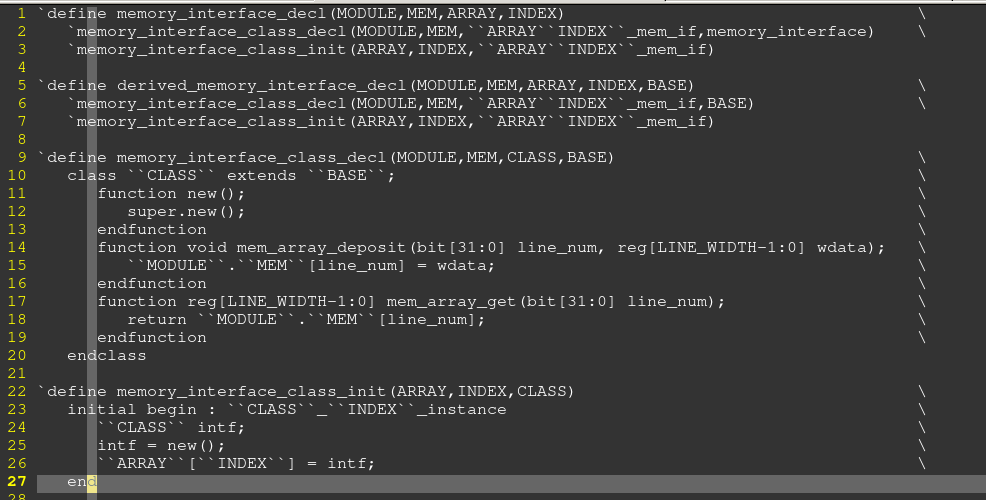 1 `define memory_interface_decl(MODULE,MEM,ARRAY,INDEX) \
2 `memory_interface_class_decl(MODULE,MEM,``ARRAY``INDEX``_mem_if,memory_interface) \
3 `memory_interface_class_init(ARRAY,INDEX,``ARRAY``INDEX``_mem_if)
4
5 `define derived_memory_interface_decl(MODULE,MEM,ARRAY,INDEX,BASE) \
6 `memory_interface_class_decl(MODULE,MEM,``ARRAY``INDEX``_mem_if,BASE) \
7 `memory_interface_class_init(ARRAY,INDEX,``ARRAY``INDEX``_mem_if)
8
9 `define memory_interface_class_decl(MODULE,MEM,CLASS,BASE) \
10 class ``CLASS`` extends ``BASE``; \
11 function new(); \
12 super.new(); \
13 endfunction \
14 function void mem_array_deposit(bit[31:0] line_num, reg[LINE_WIDTH-1:0] wdata); \
15 ``MODULE``.``MEM``[line_num] = wdata; \
16 endfunction \
17 function reg[LINE_WIDTH-1:0] mem_array_get(bit[31:0] line_num); \
18 return ``MODULE``.``MEM``[line_num]; \
19 endfunction \
20 endclass
21
22 `define memory_interface_class_init(ARRAY,INDEX,CLASS) \
23 initial begin : ``CLASS``_``INDEX``_instance \
24 ``CLASS`` intf; \
25 intf = new(); \
26 ``ARRAY``[``INDEX``] = intf; \
27 end
28